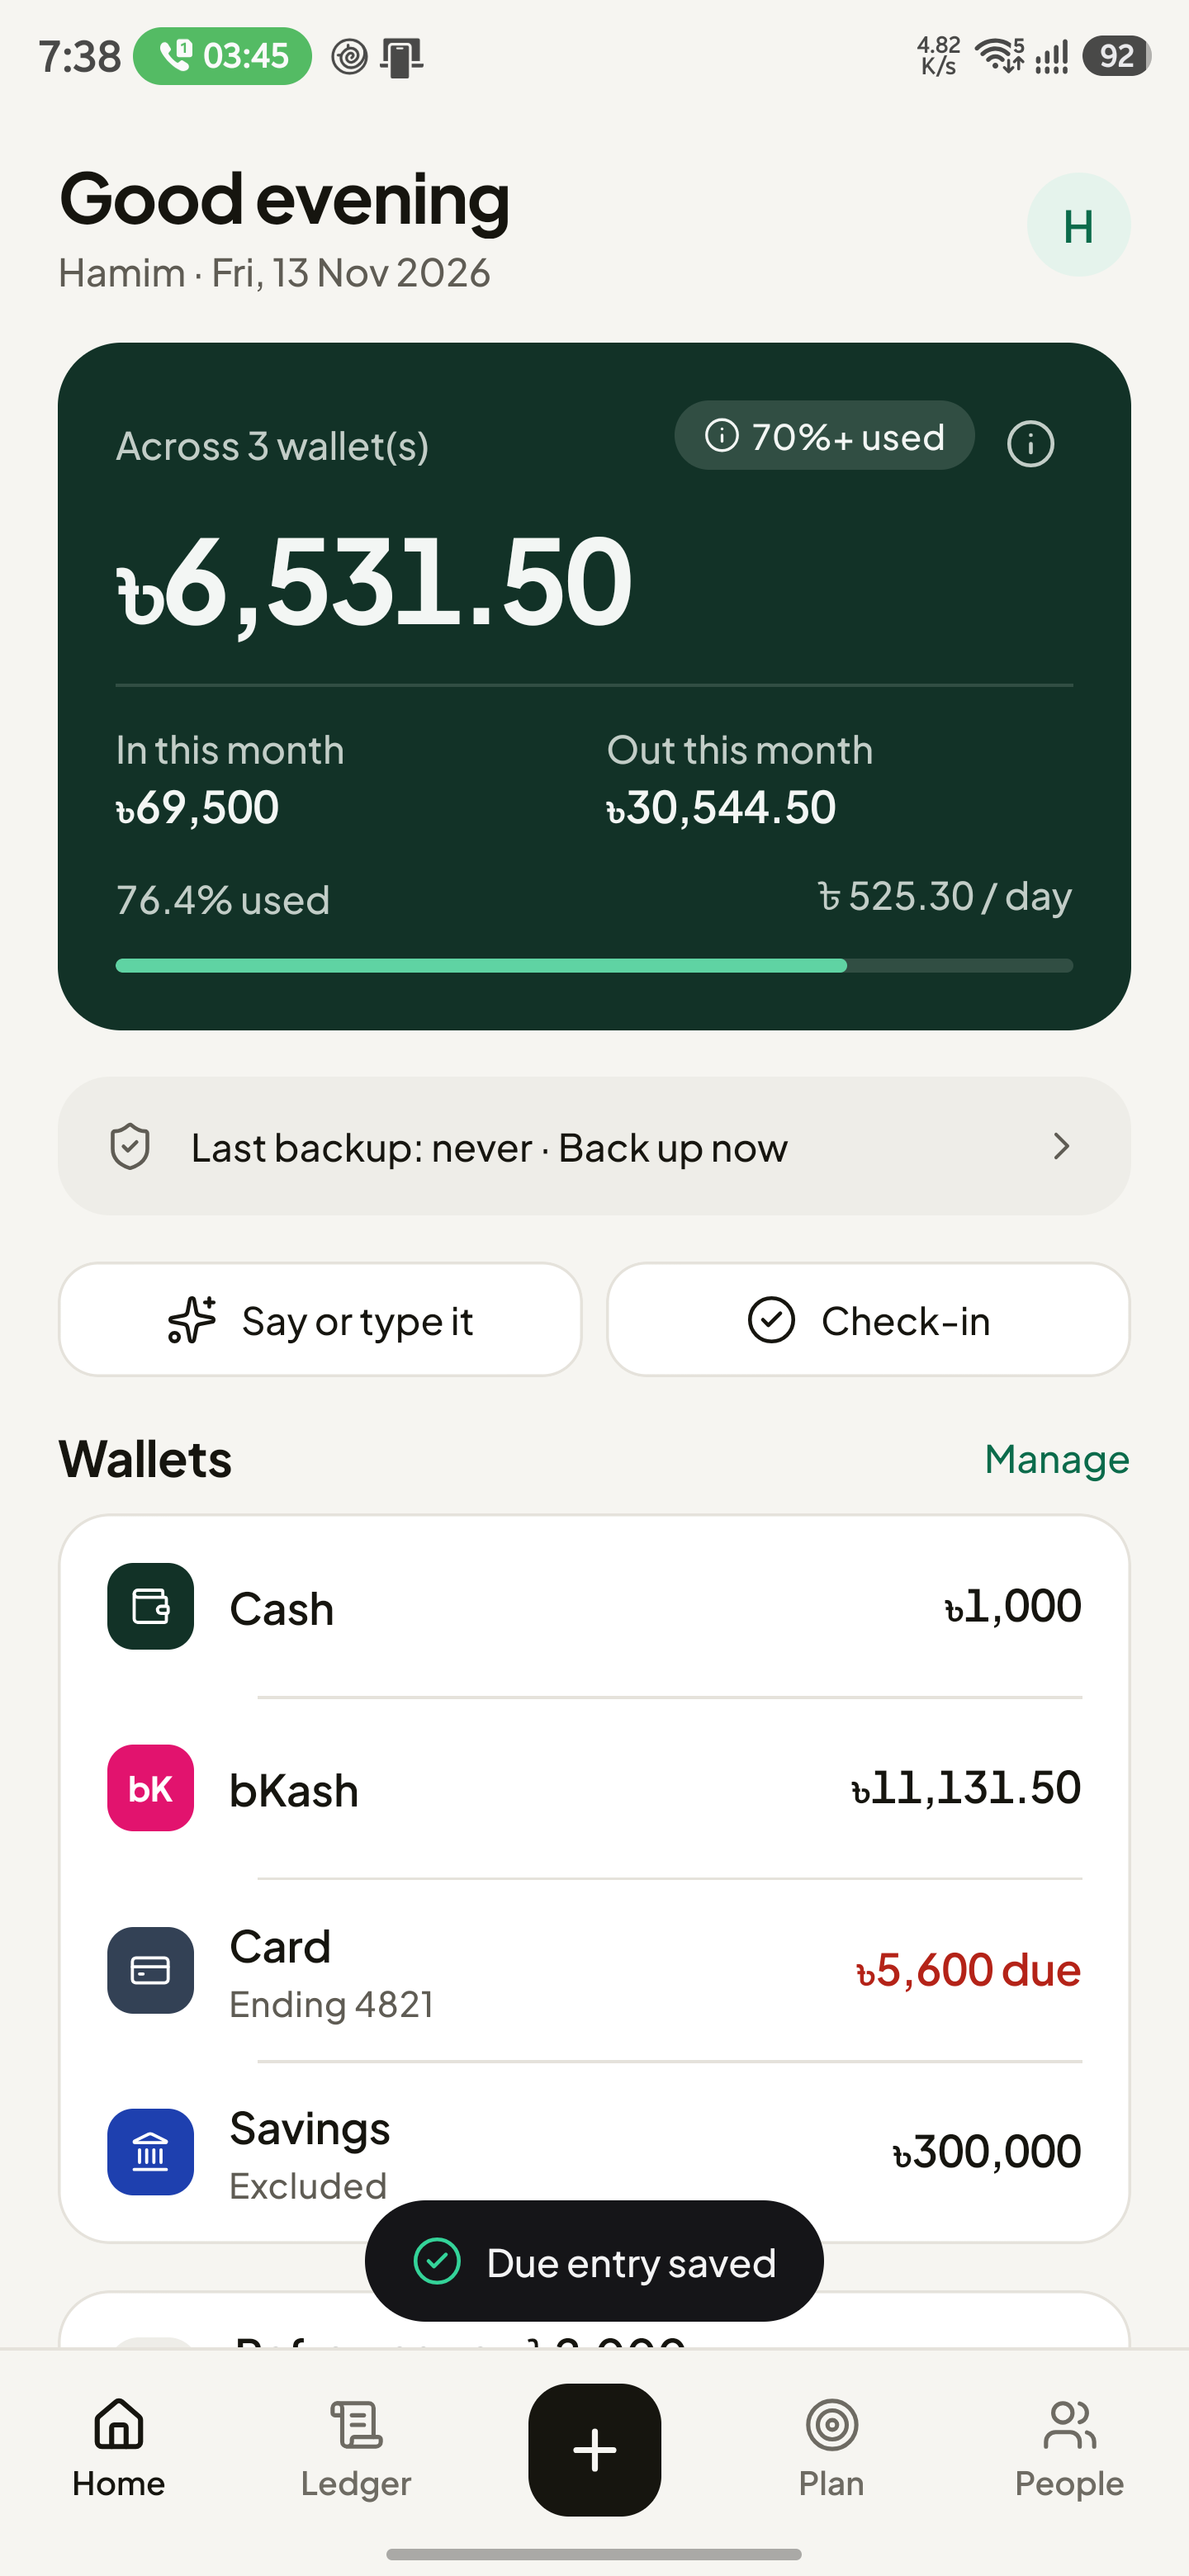 7:38
1 03:45
4.82 K/s
5
92
Good evening
Hamim · Fri, 13 Nov 2026
H
Across 3 wallet(s)
70%+ used
৳6,531.50
In this month
Out this month
৳69,500
৳30,544.50
76.4% used
৳ 525.30 / day
Last backup: never · Back up now
Say or type it
Check-in
Wallets
Manage
Cash
৳1,000
bK
bKash
৳11,131.50
Card
৳5,600 due
Ending 4821
Savings
৳300,000
Excluded
Due entry saved
Home
Ledger
Plan
People